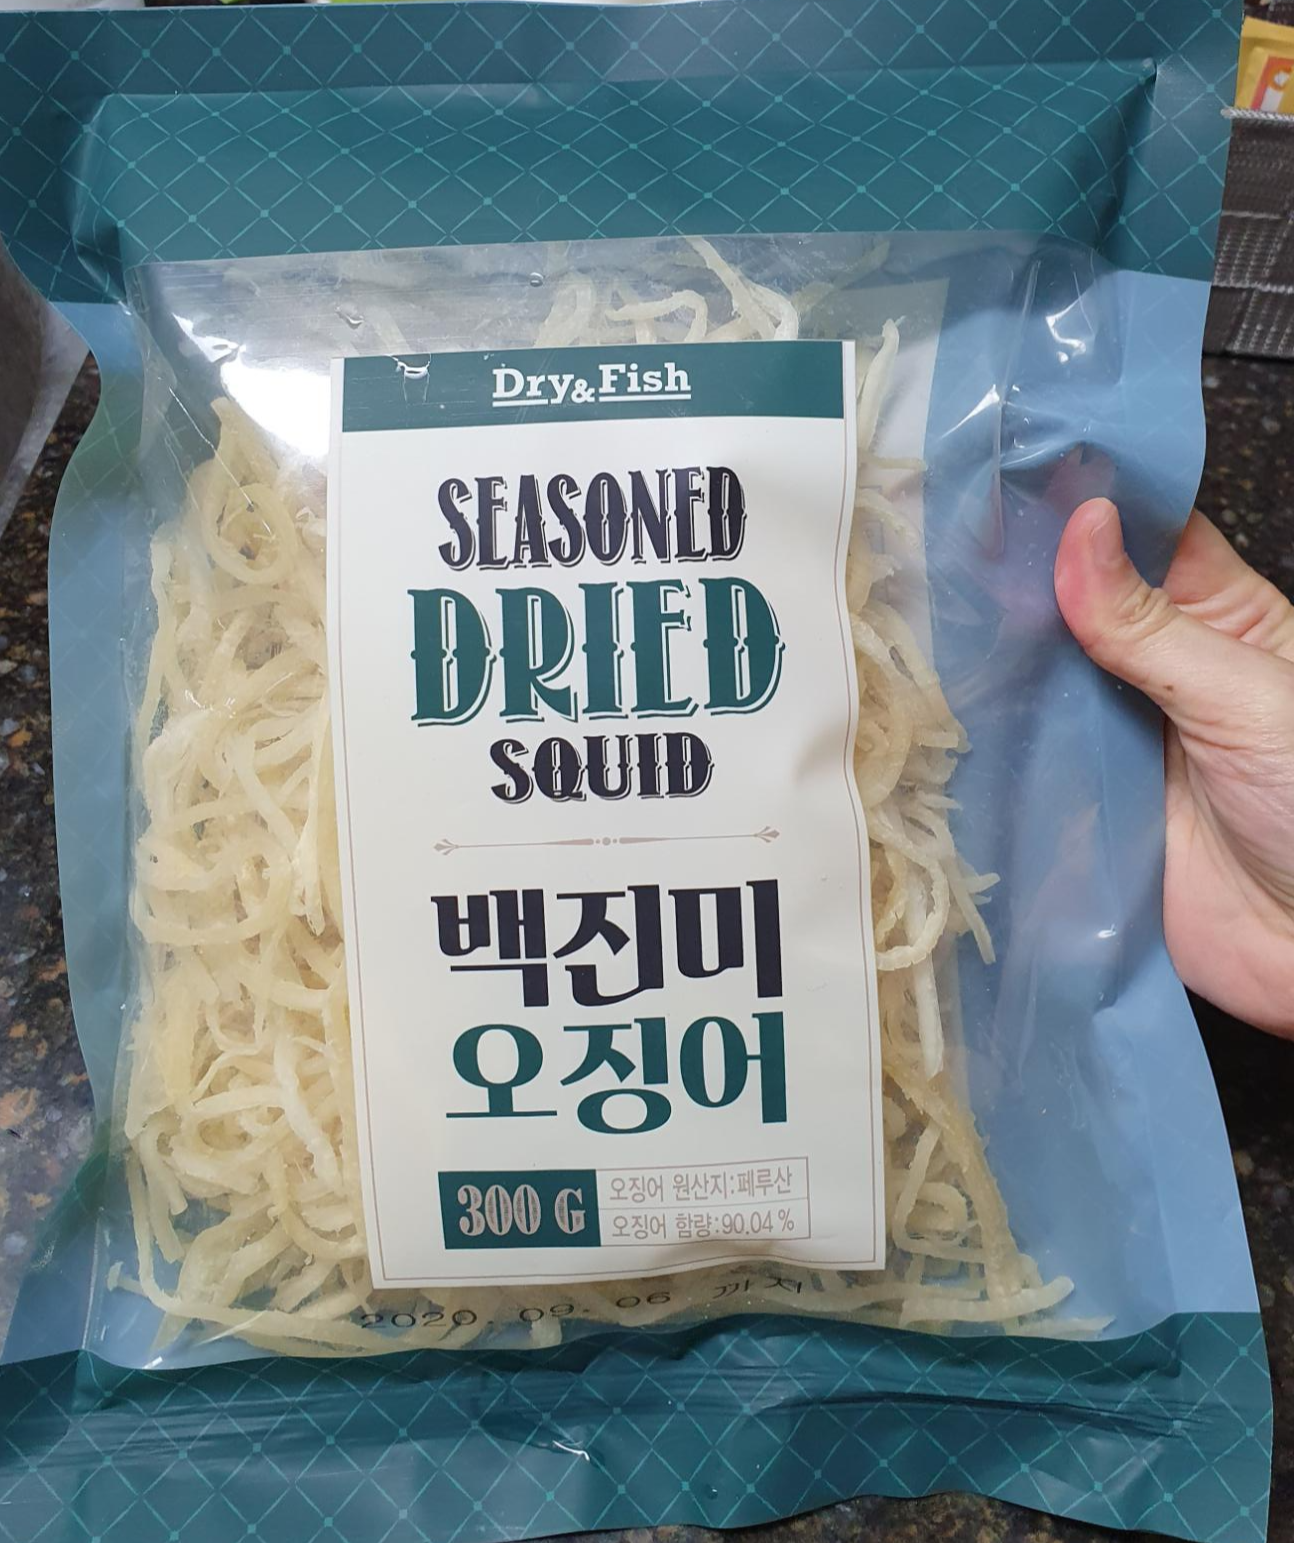 Dry&Fish
SEASONED
DRIED
SQUID
백진미
오징어
300 G
오징어 원산지:페루산
오징어 함량:90.04%
2020.09.06 까지